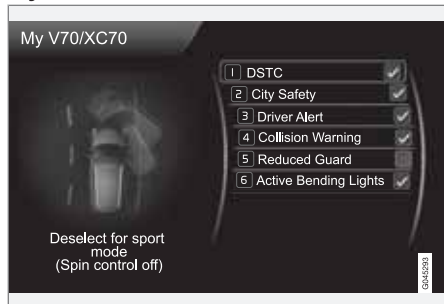 My V70/XC70
1 DSTC
2 City Safety
3 Driver Alert
4 Collision Warning
5 Reduced Guard
6 Active Bending Lights
Deselect for sport
mode
(Spin control off)
G045293